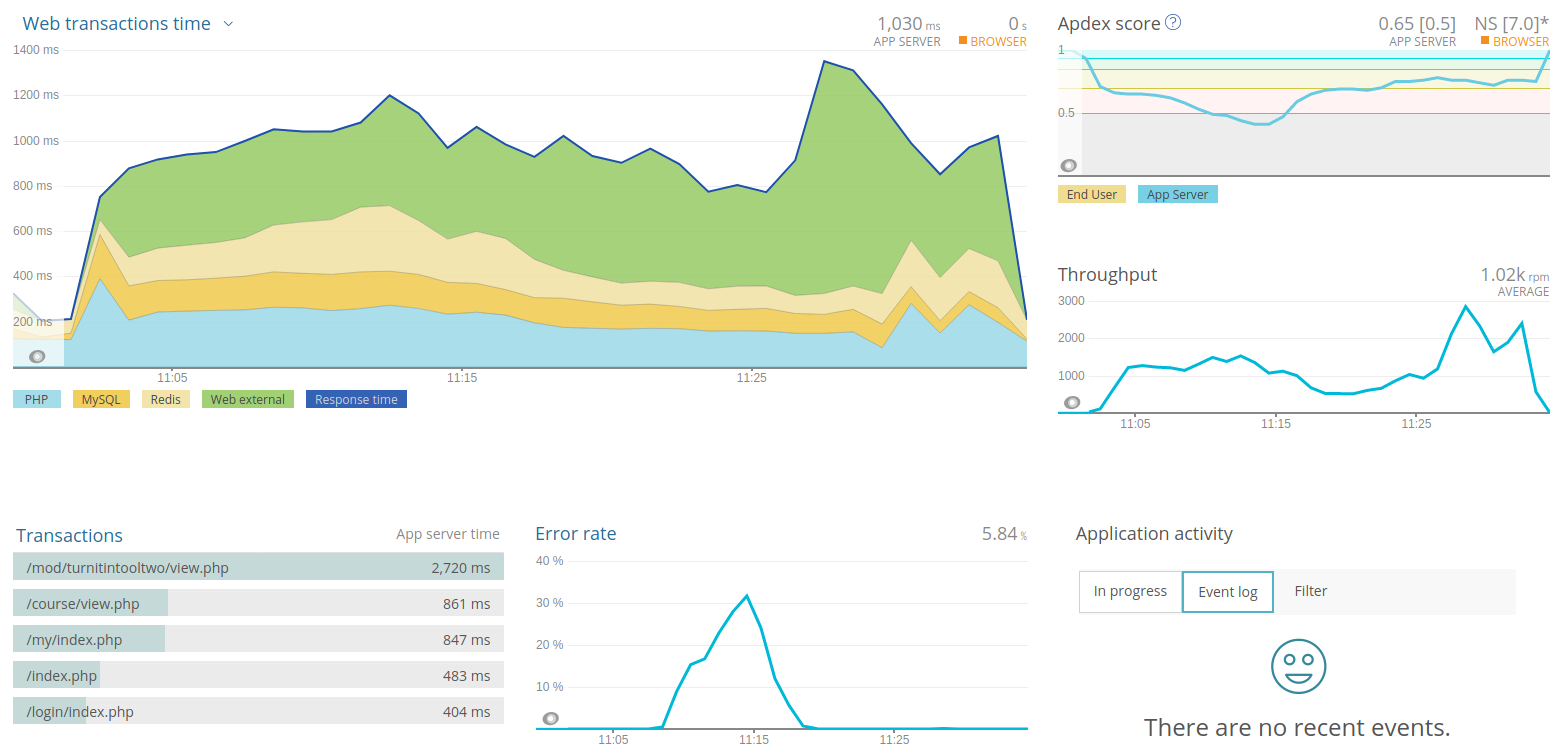 Web transactions time
1,030 ms
APP SERVER
0 s
BROWSER
1400 ms
1200 ms
1000 ms
800 ms
600 ms
400 ms
200 ms
11:05
11:15
11:25
PHP
MySQL
Redis
Web external
Response time
Apdex score ?
0.65 [0.5]
APP SERVER
NS [7.0]*
BROWSER
1
0.5
End User
App Server
Throughput
1.02k rpm
AVERAGE
3000
2000
1000
11:05
11:15
11:25
Transactions
App server time
/mod/turnitintooltwo/view.php 2,720 ms
/course/view.php 861 ms
/my/index.php 847 ms
/index.php 483 ms
/login/index.php 404 ms
Error rate
5.84 %
40 %
30 %
20 %
10 %
11:05
11:15
11:25
Application activity
In progress
Event log
Filter
There are no recent events.